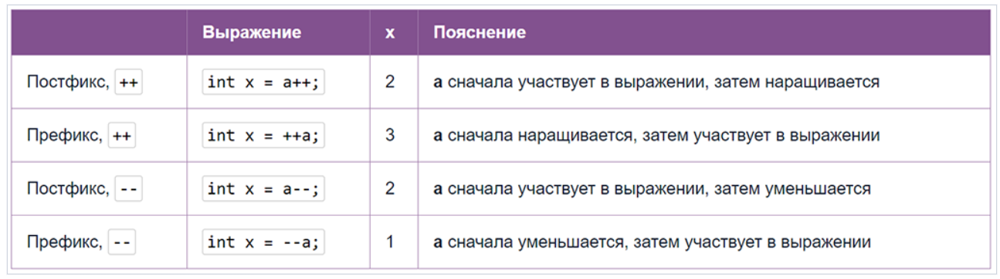 Выражение x Пояснение
Постфикс, ++ int x = a++; 2 a сначала участвует в выражении, затем наращивается
Префикс, ++ int x = ++a; 3 a сначала наращивается, затем участвует в выражении
Постфикс, -- int x = a--; 2 a сначала участвует в выражении, затем уменьшается
Префикс, -- int x = --a; 1 a сначала уменьшается, затем участвует в выражении